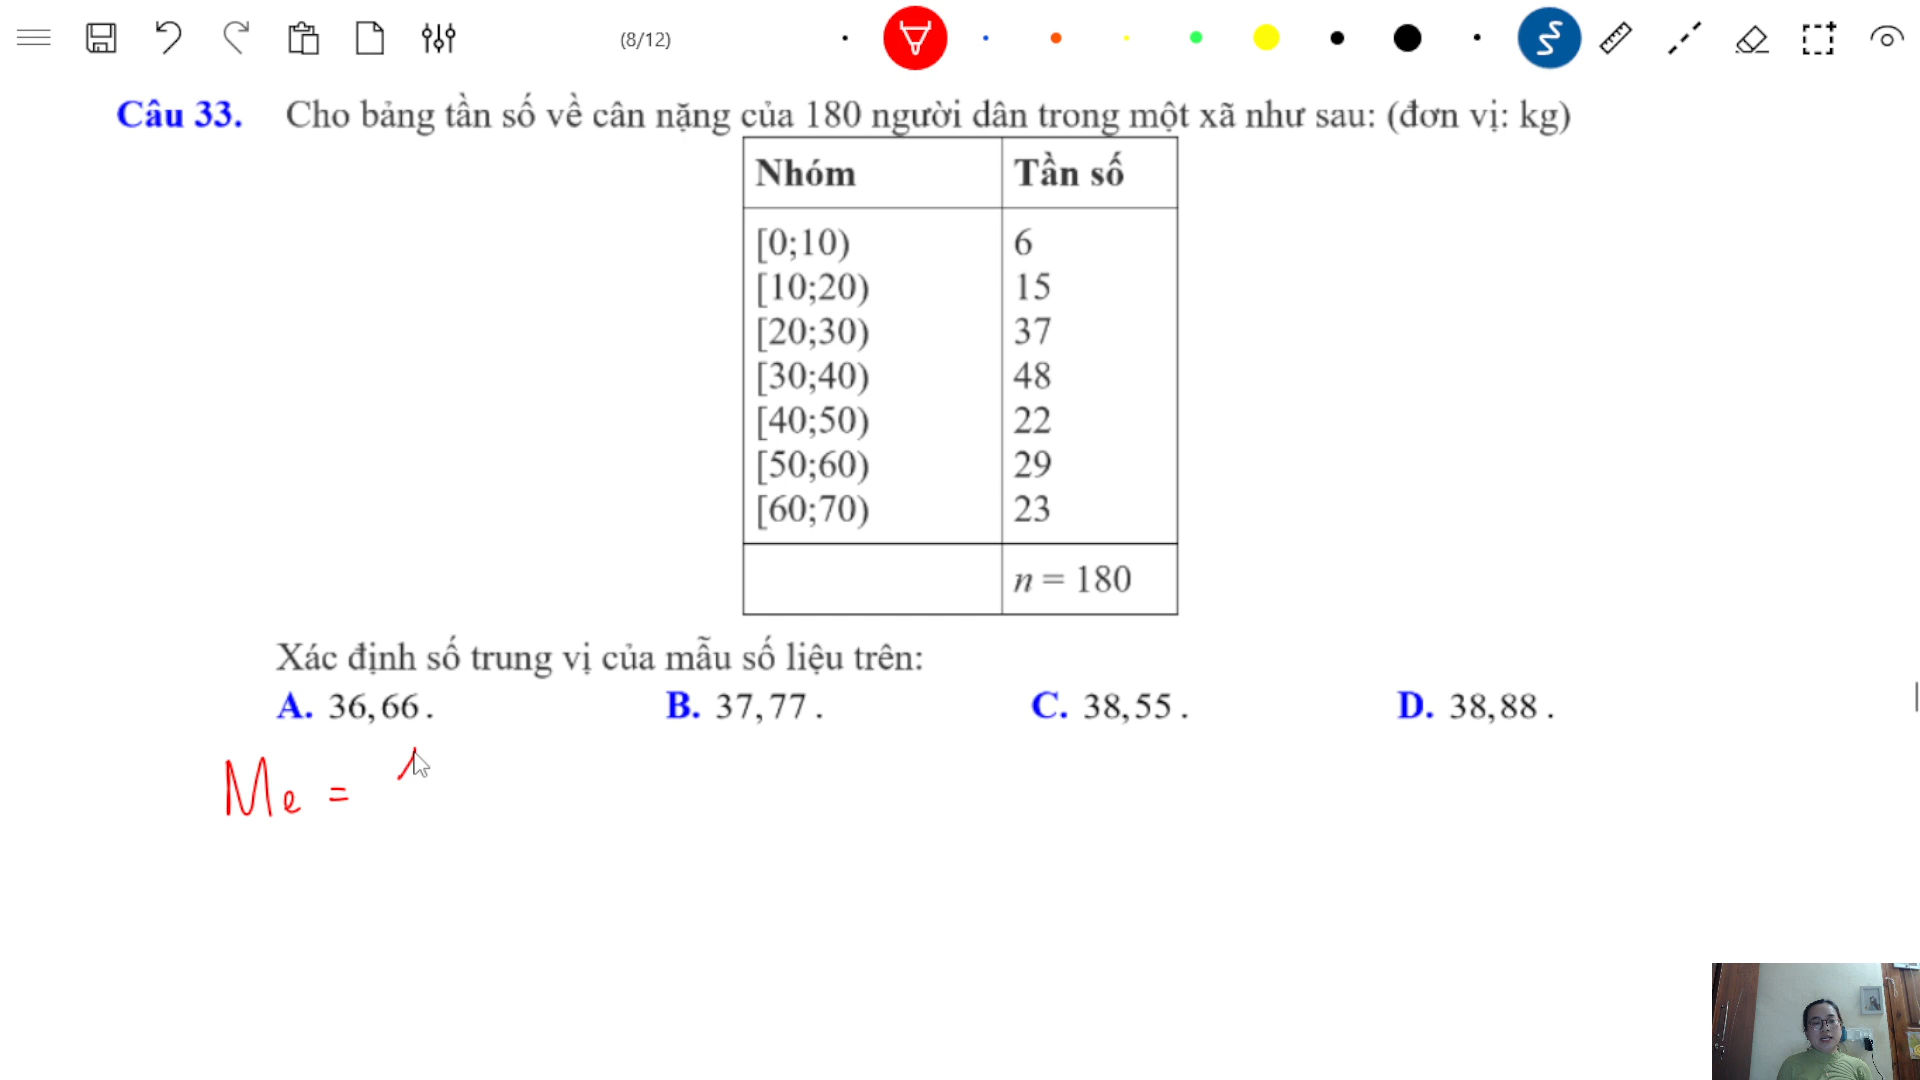 (8/12)
Câu 33. Cho bảng tần số về cân nặng của 180 người dân trong một xã như sau: (đơn vị: kg)
Nhóm Tần số
[0;10) 6
[10;20) 15
[20;30) 37
[30;40) 48
[40;50) 22
[50;60) 29
[60;70) 23
n = 180
Xác định số trung vị của mẫu số liệu trên:
A. 36,66. B. 37,77. C. 38,55. D. 38,88.
Me =